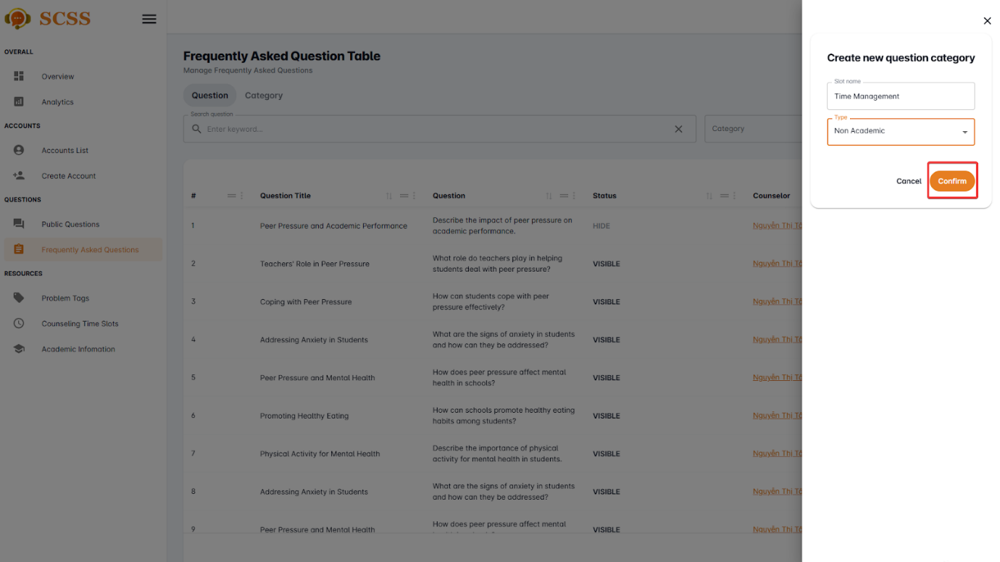 SCSS
OVERALL
Overview
Analytics
ACCOUNTS
Accounts List
Create Account
QUESTIONS
Public Questions
Frequently Asked Questions
RESOURCES
Problem Tags
Counseling Time Slots
Academic Infomation
Frequently Asked Question Table
Manage Frequently Asked Questions
Question Category
Search question
Enter keyword...
Category
# Question Title Question Status Counselor
1 Peer Pressure and Academic Performance Describe the impact of peer pressure on HIDE Nguyễn Thị
academic performance.
2 Teachers' Role in Peer Pressure What role do teachers play in helping VISIBLE Nguyễn Thị
students deal with peer pressure?
3 Coping with Peer Pressure How can students cope with peer VISIBLE Nguyễn Thị
pressure effectively?
4 Addressing Anxiety in Students What are the signs of anxiety in students VISIBLE Nguyễn Thị
and how can they be addressed?
5 Peer Pressure and Mental Health How does peer pressure affect mental VISIBLE Nguyễn Thị
health in schools?
6 Promoting Healthy Eating How can schools promote healthy eating VISIBLE Nguyễn Thị
habits among students?
7 Physical Activity for Mental Health Describe the importance of physical VISIBLE Nguyễn Thị
activity for mental health in students.
8 Addressing Anxiety in Students What are the signs of anxiety in students VISIBLE Nguyễn Thị
and how can they be addressed?
9 Peer Pressure and Mental Health How does peer pressure affect mental VISIBLE Nguyễn Thị
Create new question category
Slot name
Time Management
Type
Non Academic
Cancel Confirm